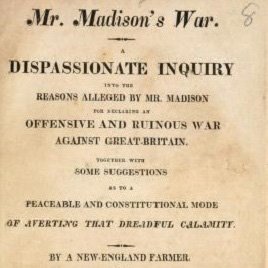 8
Mr. Madison's War.
A
DISPASSIONATE INQUIRY
INTO THE
REASONS ALLEGED BY MR. MADISON
FOR DECLARING AN
OFFENSIVE AND RUINOUS WAR
AGAINST GREAT-BRITAIN.
TOGETHER WITH
SOME SUGGESTIONS
AS TO A
PEACEABLE AND CONSTITUTIONAL MODE
OF AVERTING THAT DREADFUL CALAMITY.
BY A NEW-ENGLAND FARMER.